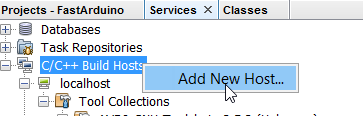 Projects - FastArduino Services × Classes
Databases
Task Repositories
C/C++ Build Hosts
Add New Host...
localhost
Tool Collections